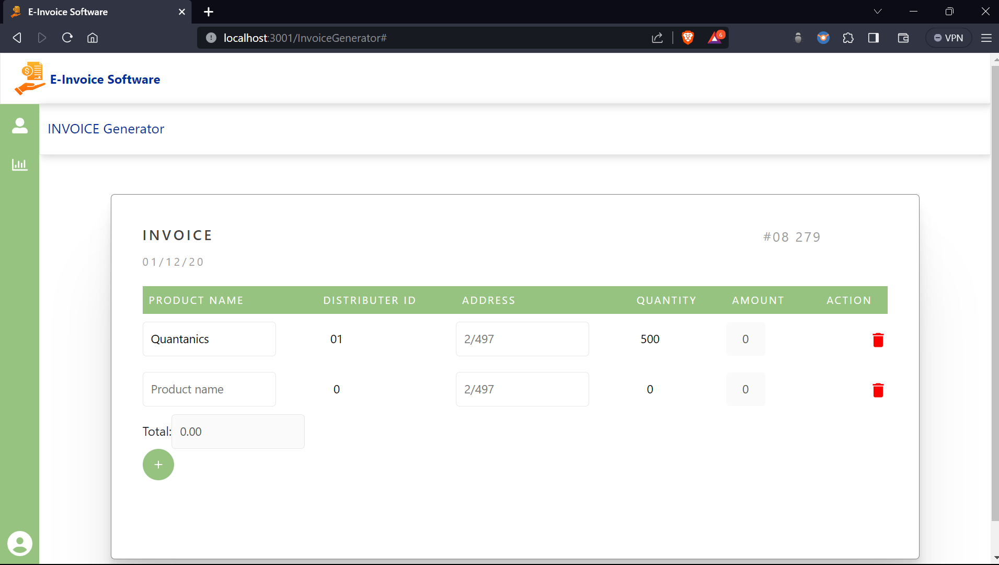 E-Invoice Software
localhost:3001/InvoiceGenerator#
6
VPN
E-Invoice Software
INVOICE Generator
INVOICE
#08 279
01/12/20
PRODUCT NAME DISTRIBUTER ID ADDRESS QUANTITY AMOUNT ACTION
Quantanics 01 2/497 500 0
Product name 0 2/497 0 0
Total: 0.00
+